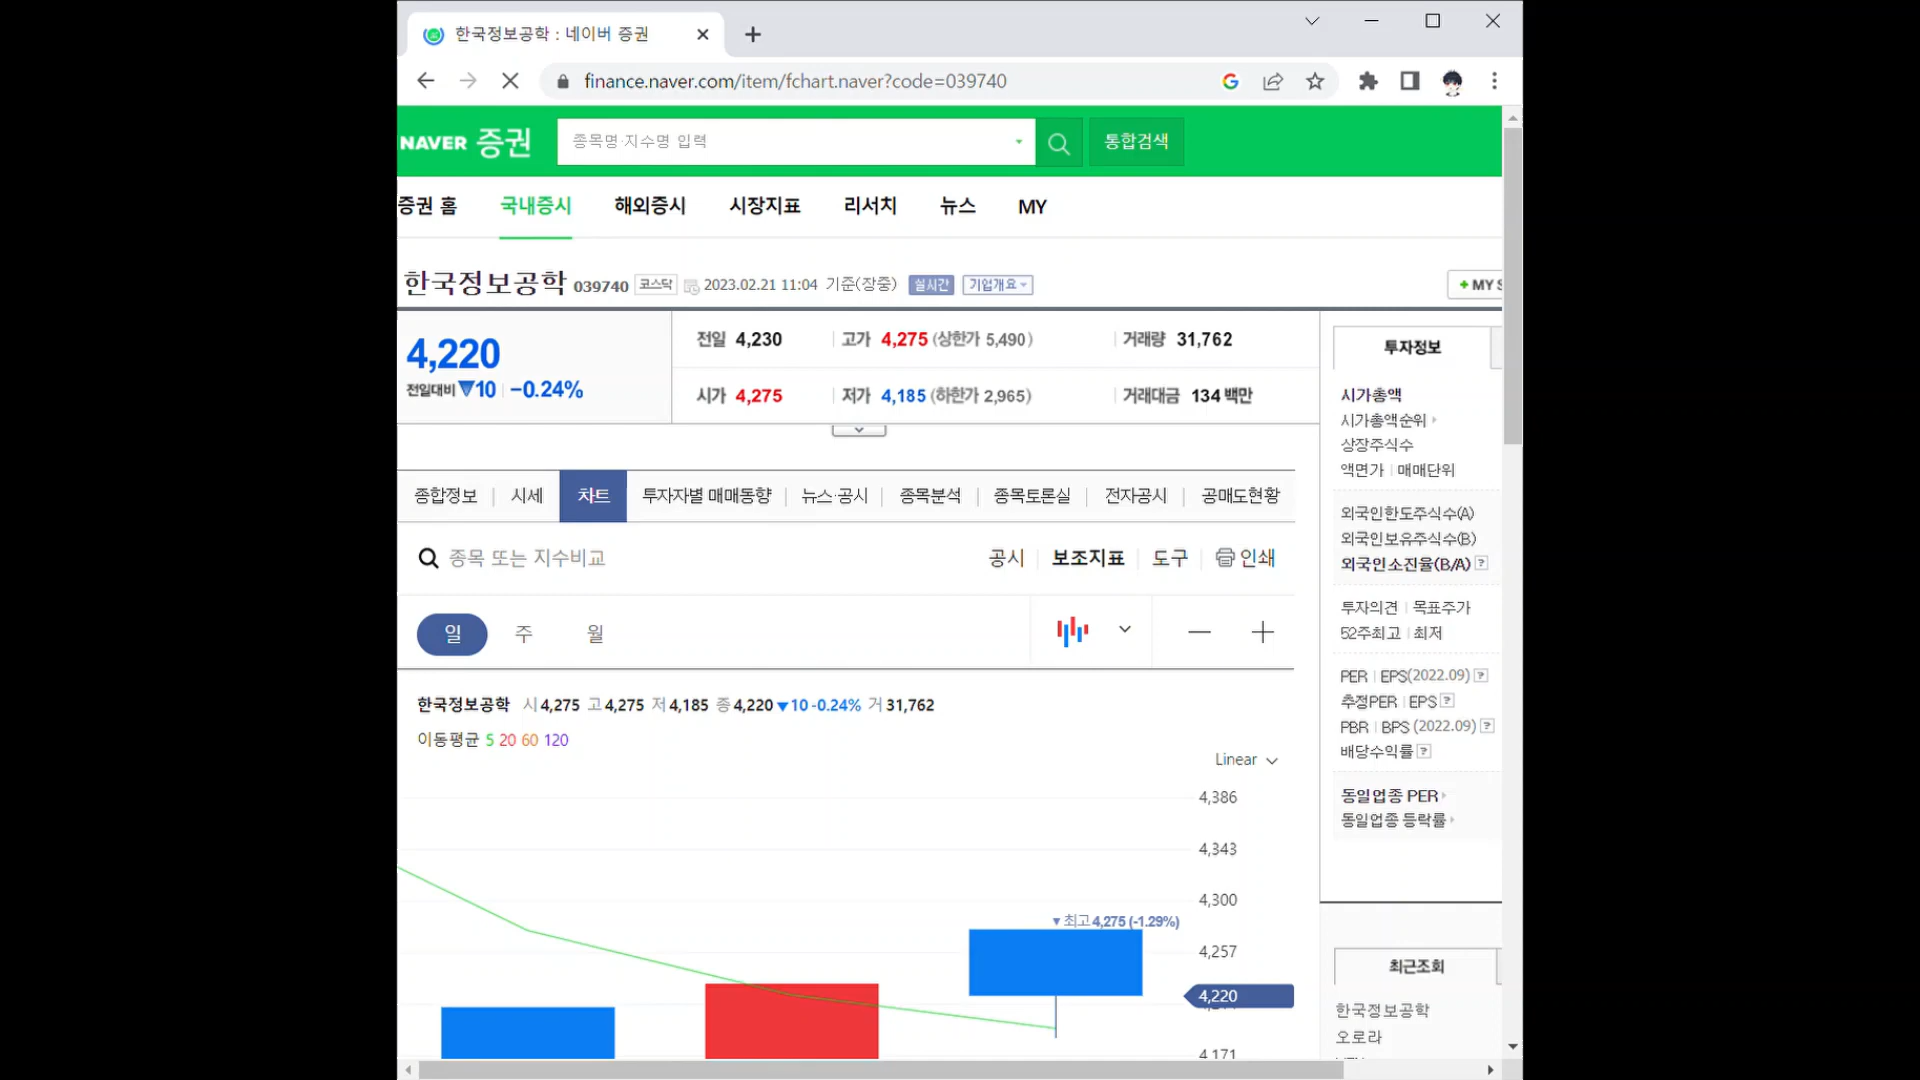 한국정보공학 : 네이버 증권
finance.naver.com/item/fchart.naver?code=039740
NAVER 증권 종목명·지수명 입력 통합검색
증권 홈 국내증시 해외증시 시장지표 리서치 뉴스 MY
한국정보공학 039740 코스닥 2023.02.21 11:04 기준(장중) 실시간 기업개요 + MY
4,220
전일대비 ▼10 -0.24%
전일 4,230 고가 4,275 (상한가 5,490) 거래량 31,762
시가 4,275 저가 4,185 (하한가 2,965) 거래대금 134 백만
종합정보 시세 차트 투자자별 매매동향 뉴스·공시 종목분석 종목토론실 전자공시 공매도현황
종목 또는 지수비교 공시 보조지표 도구 인쇄
일 주 월
한국정보공학 시 4,275 고 4,275 저 4,185 종 4,220 ▼10 -0.24% 거 31,762
이동평균 5 20 60 120
Linear
4,386
4,343
4,300
▼최고 4,275 (-1.29%)
4,257
4,220
4,171
투자정보
시가총액
시가총액순위
상장주식수
액면가 | 매매단위
외국인한도주식수(A)
외국인보유주식수(B)
외국인소진율(B/A) ?
투자의견 | 목표주가
52주최고 | 최저
PER | EPS(2022.09) ?
추정PER | EPS ?
PBR | BPS (2022.09) ?
배당수익률 ?
동일업종 PER
동일업종 등락률
최근조회
한국정보공학
오로라